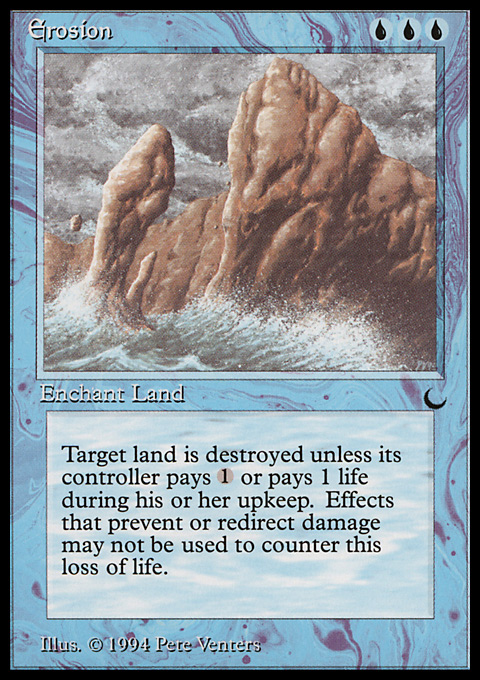 Erosion
Enchant Land
Target land is destroyed unless its
controller pays 1 or pays 1 life
during his or her upkeep. Effects
that prevent or redirect damage
may not be used to counter this
loss of life.
Illus. © 1994 Pete Venters